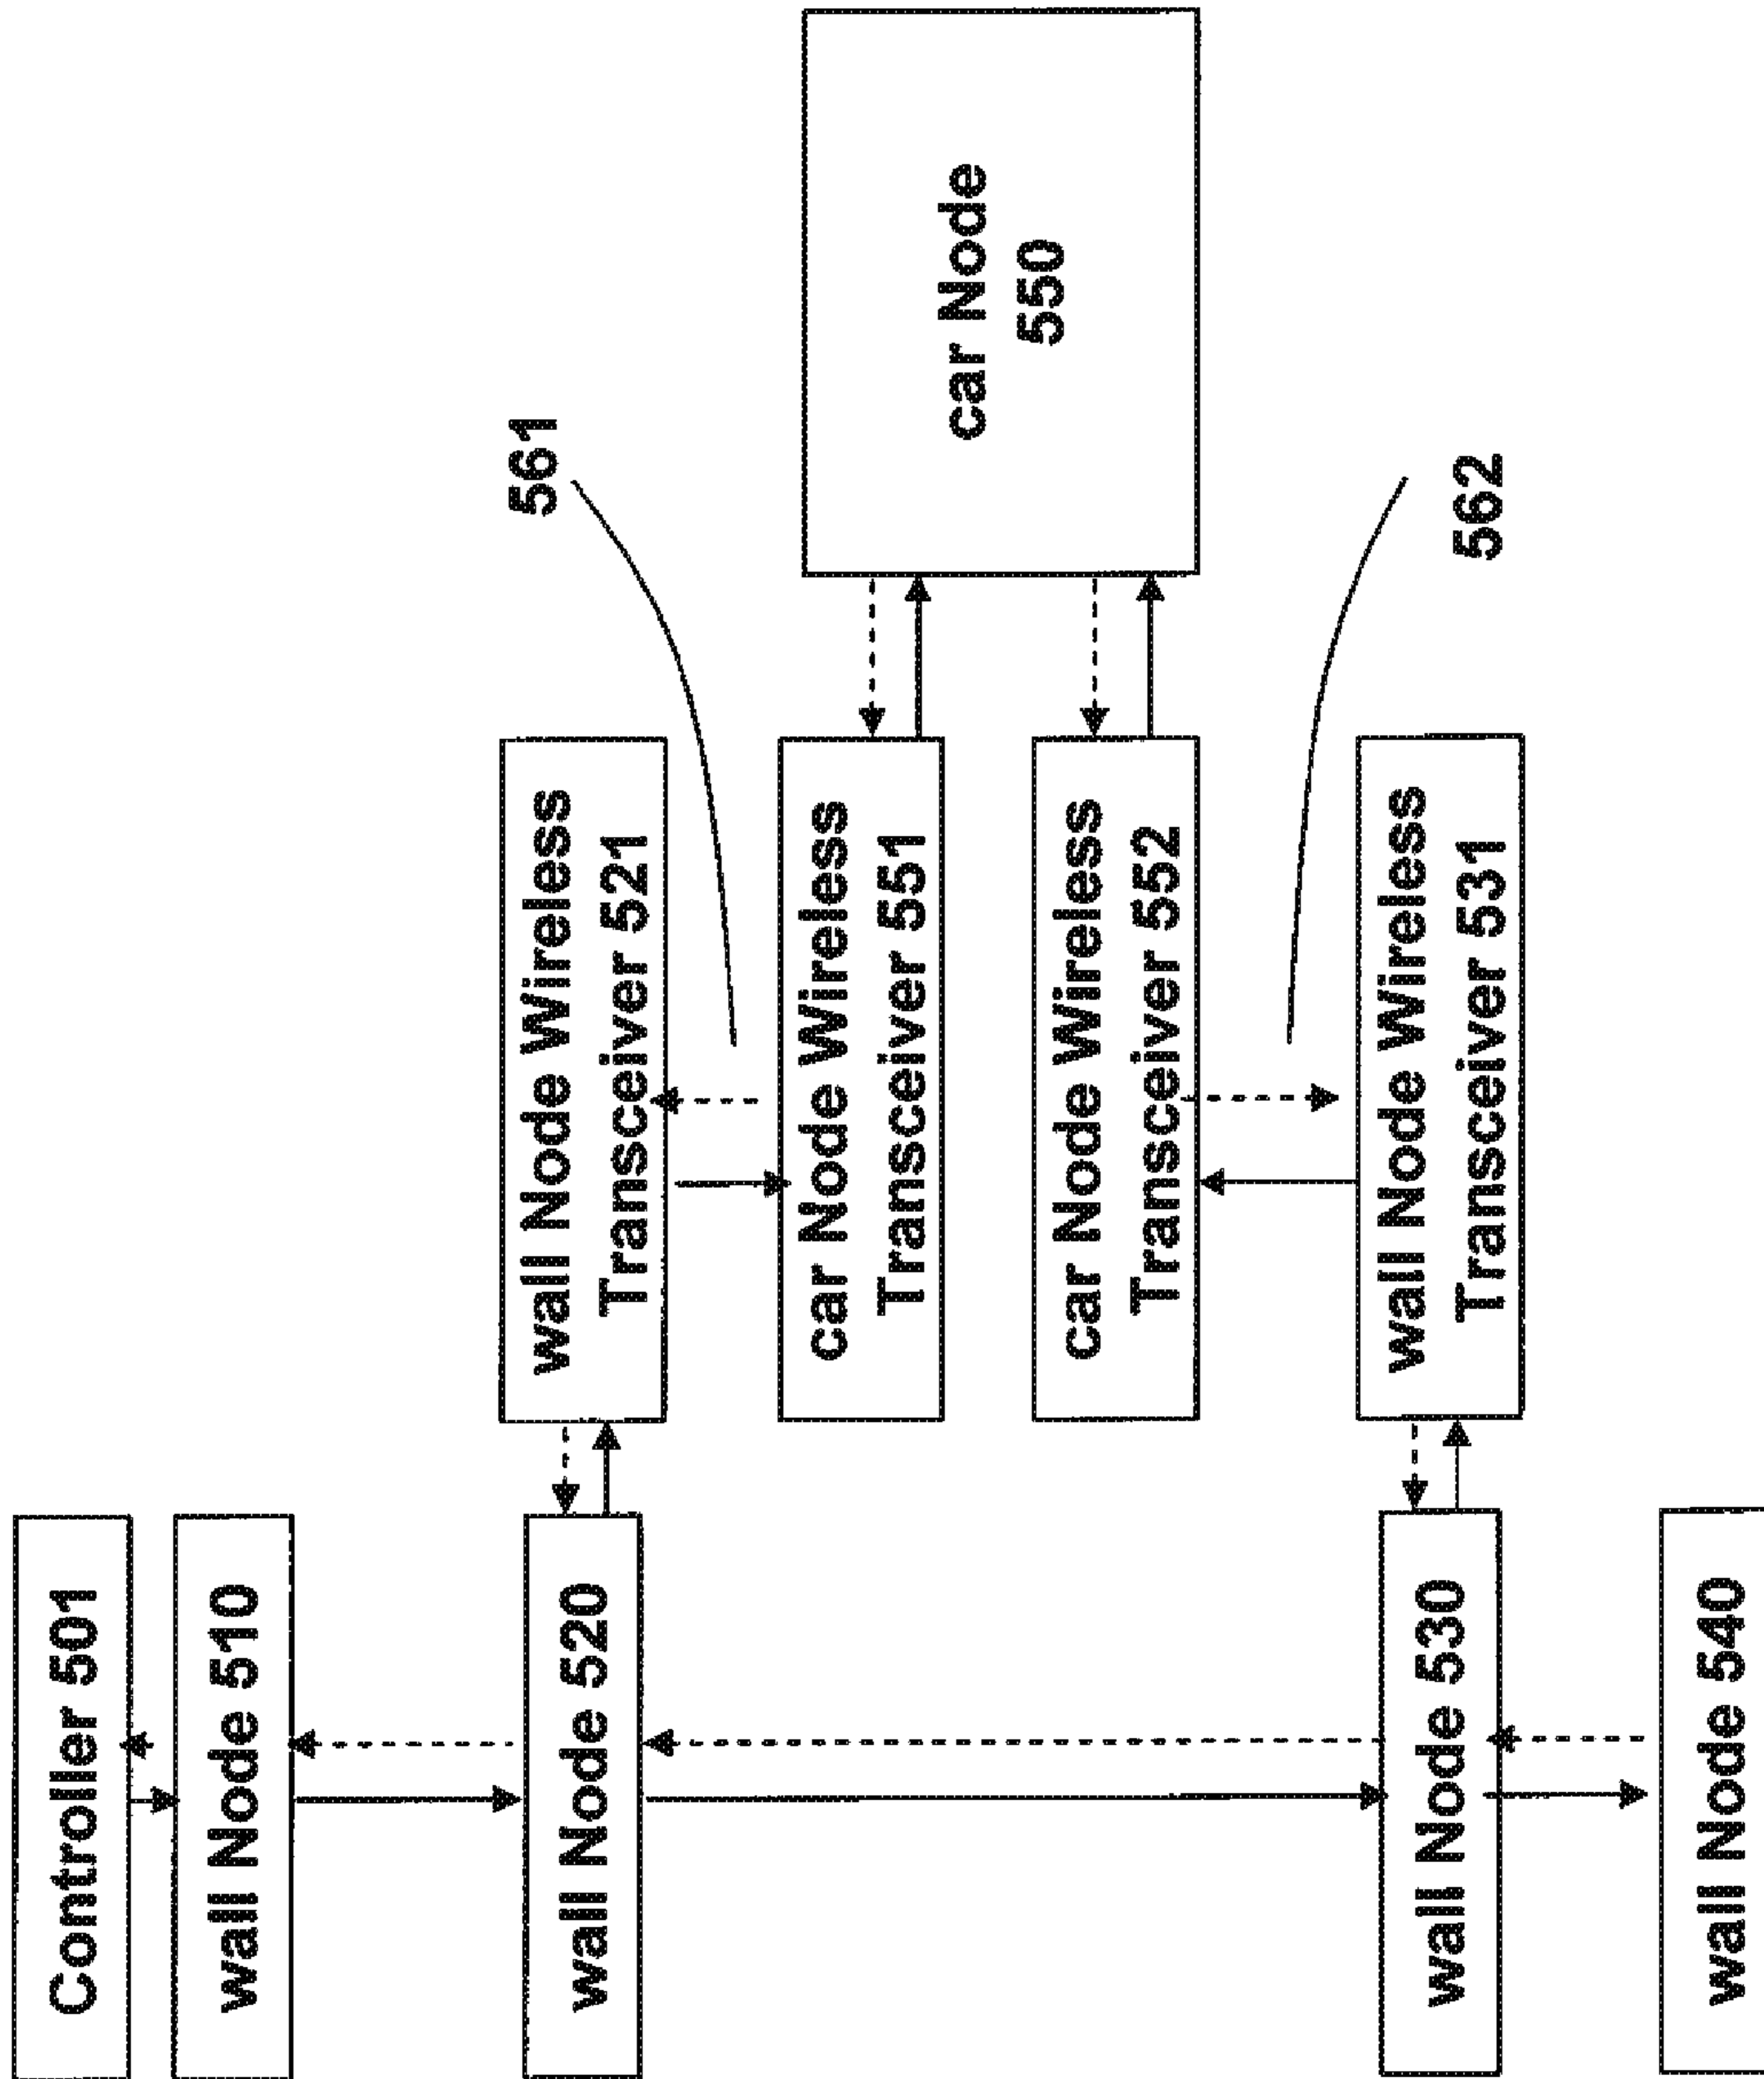 Controller 501
wall Node 510
wall Node 520
wall Node 530
wall Node 540
wall Node Wireless
Transceiver 521
car Node Wireless
Transceiver 551
car Node Wireless
Transceiver 552
wall Node Wireless
Transceiver 531
561
562
car Node
550